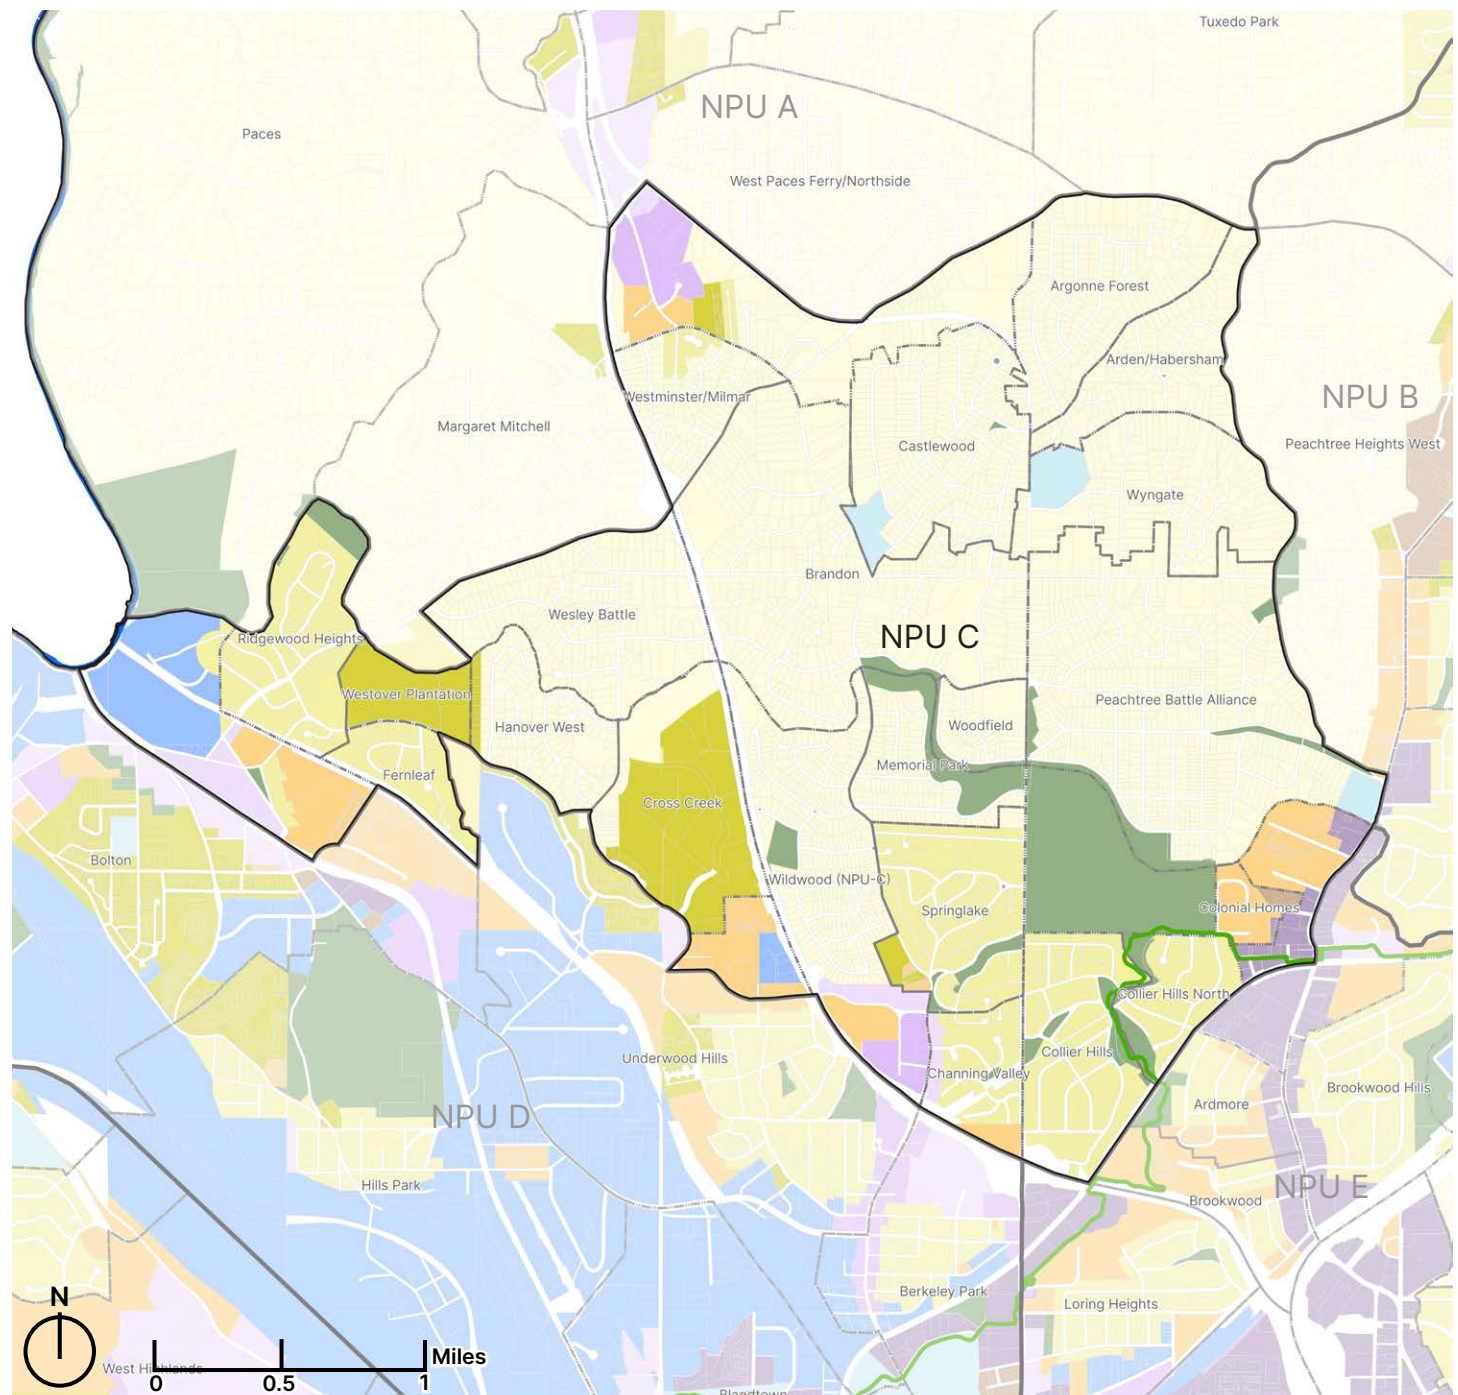 Tuxedo Park
NPU A
Paces
West Paces Ferry/Northside
Argonne Forest
Arden/Habersham
NPU B
Westminster/Milmar
Margaret Mitchell
Castlewood
Peachtree Heights West
Wyngate
Brandon
Wesley Battle
NPU C
Ridgewood Heights
Westover Plantation
Hanover West
Peachtree Battle Alliance
Woodfield
Memorial Park
Fernleaf
Cross Creek
Bolton
Wildwood (NPU-C)
Springlake
Colonial Homes
Collier Hills North
Collier Hills
Underwood Hills
Channing Valley
Brookwood Hills
Ardmore
NPU D
Hills Park
NPU E
Brookwood
Berkeley Park
Loring Heights
N
Miles
West Highlands
0 0.5 1
Blandtown